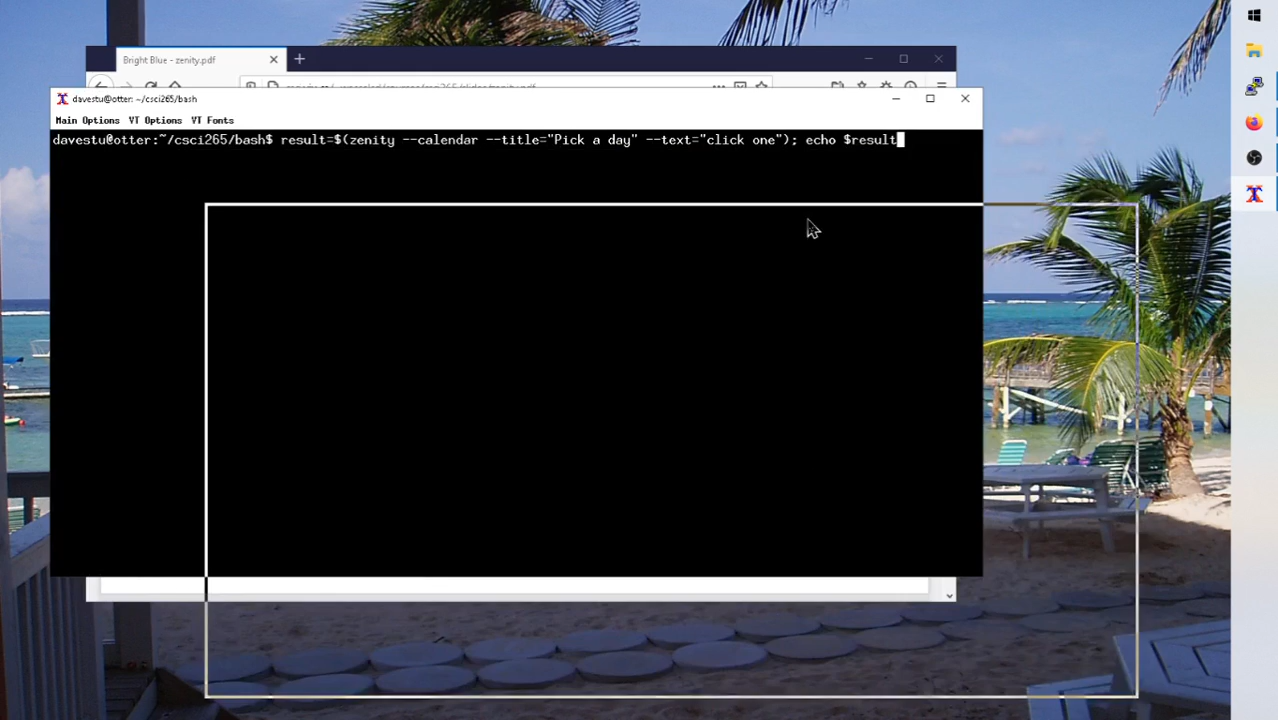 Bright Blue - zenity.pdf
davestu@otter: ~/csci265/bash
Main Options VT Options VT Fonts
davestu@otter:~/csci265/bash$ result=$(zenity --calendar --title="Pick a day" --text="click one"); echo $result